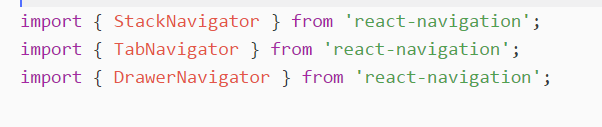 import { StackNavigator } from 'react-navigation';
import { TabNavigator } from 'react-navigation';
import { DrawerNavigator } from 'react-navigation';